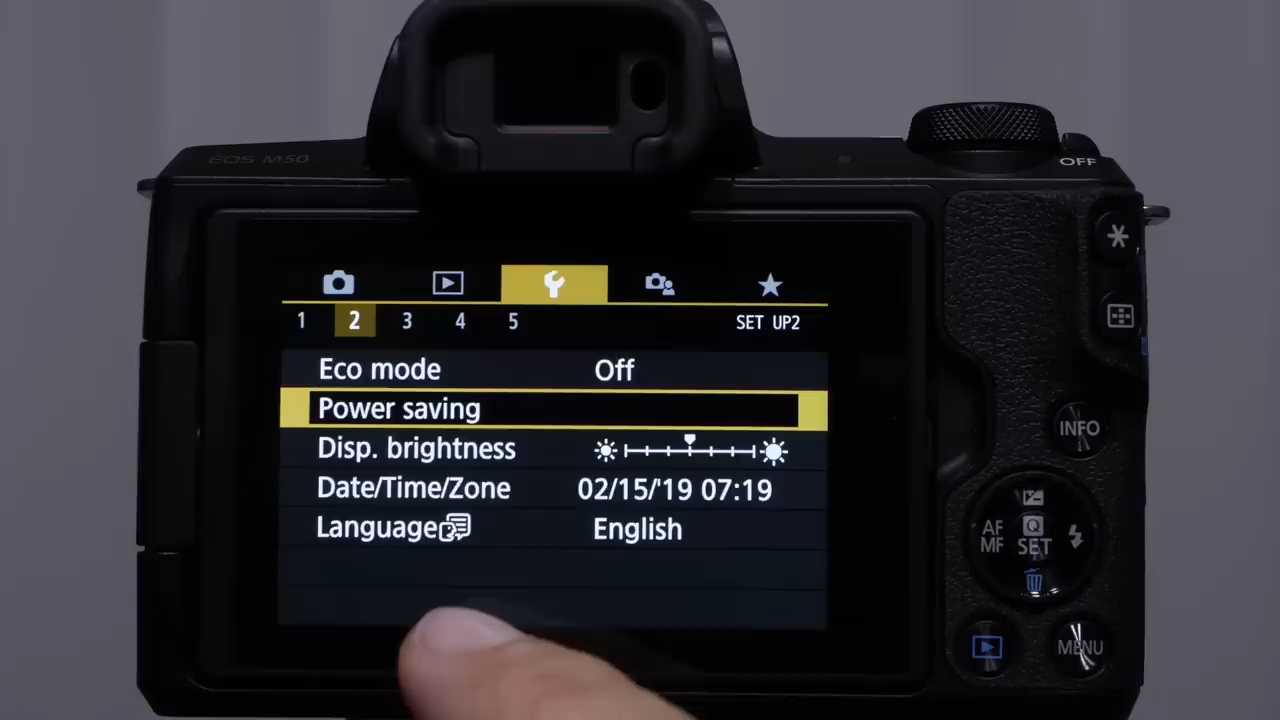 EOS M50
OFF
1 2 3 4 5 SET UP2
Eco mode Off
Power saving
Disp. brightness
Date/Time/Zone 02/15/'19 07:19
Language English
INFO
AF
MF
Q
SET
MENU